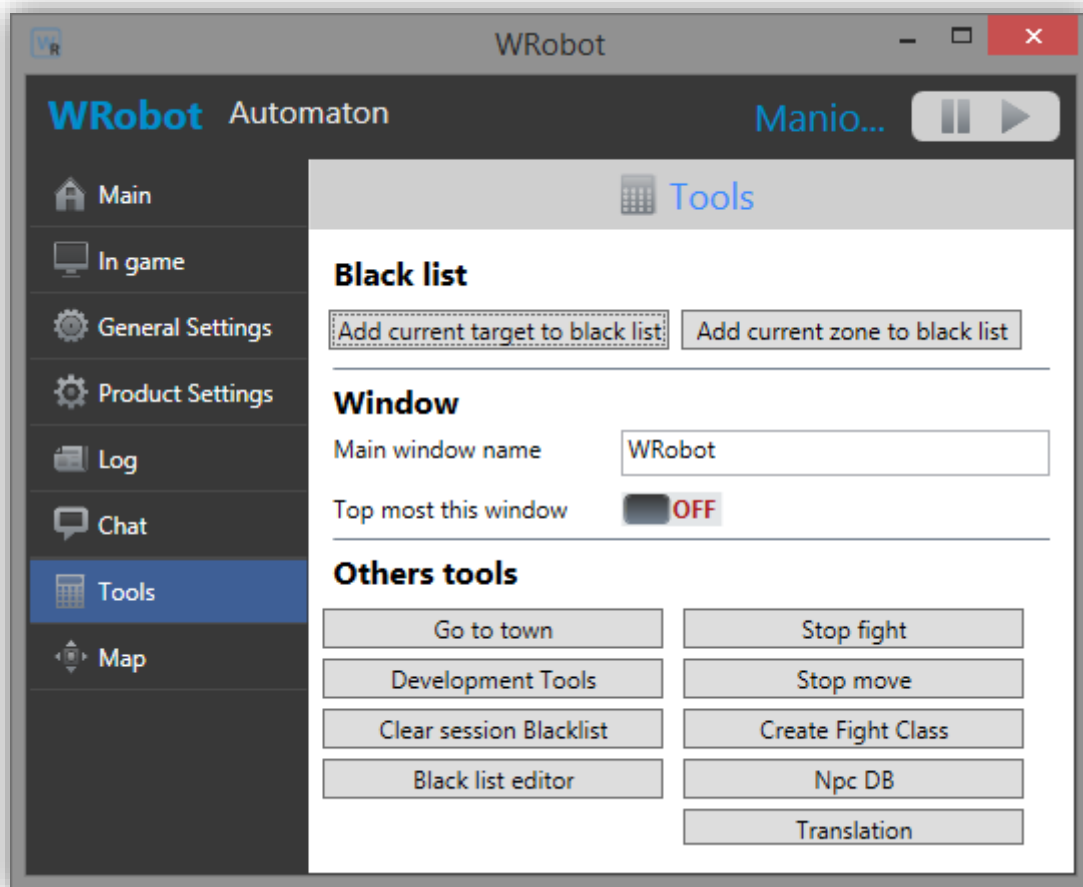 WRobot
WRobot Automaton Manio...
Main
In game
General Settings
Product Settings
Log
Chat
Tools
Map
Tools
Black list
Add current target to black list Add current zone to black list
Window
Main window name WRobot
Top most this window OFF
Others tools
Go to town Stop fight
Development Tools Stop move
Clear session Blacklist Create Fight Class
Black list editor Npc DB
Translation